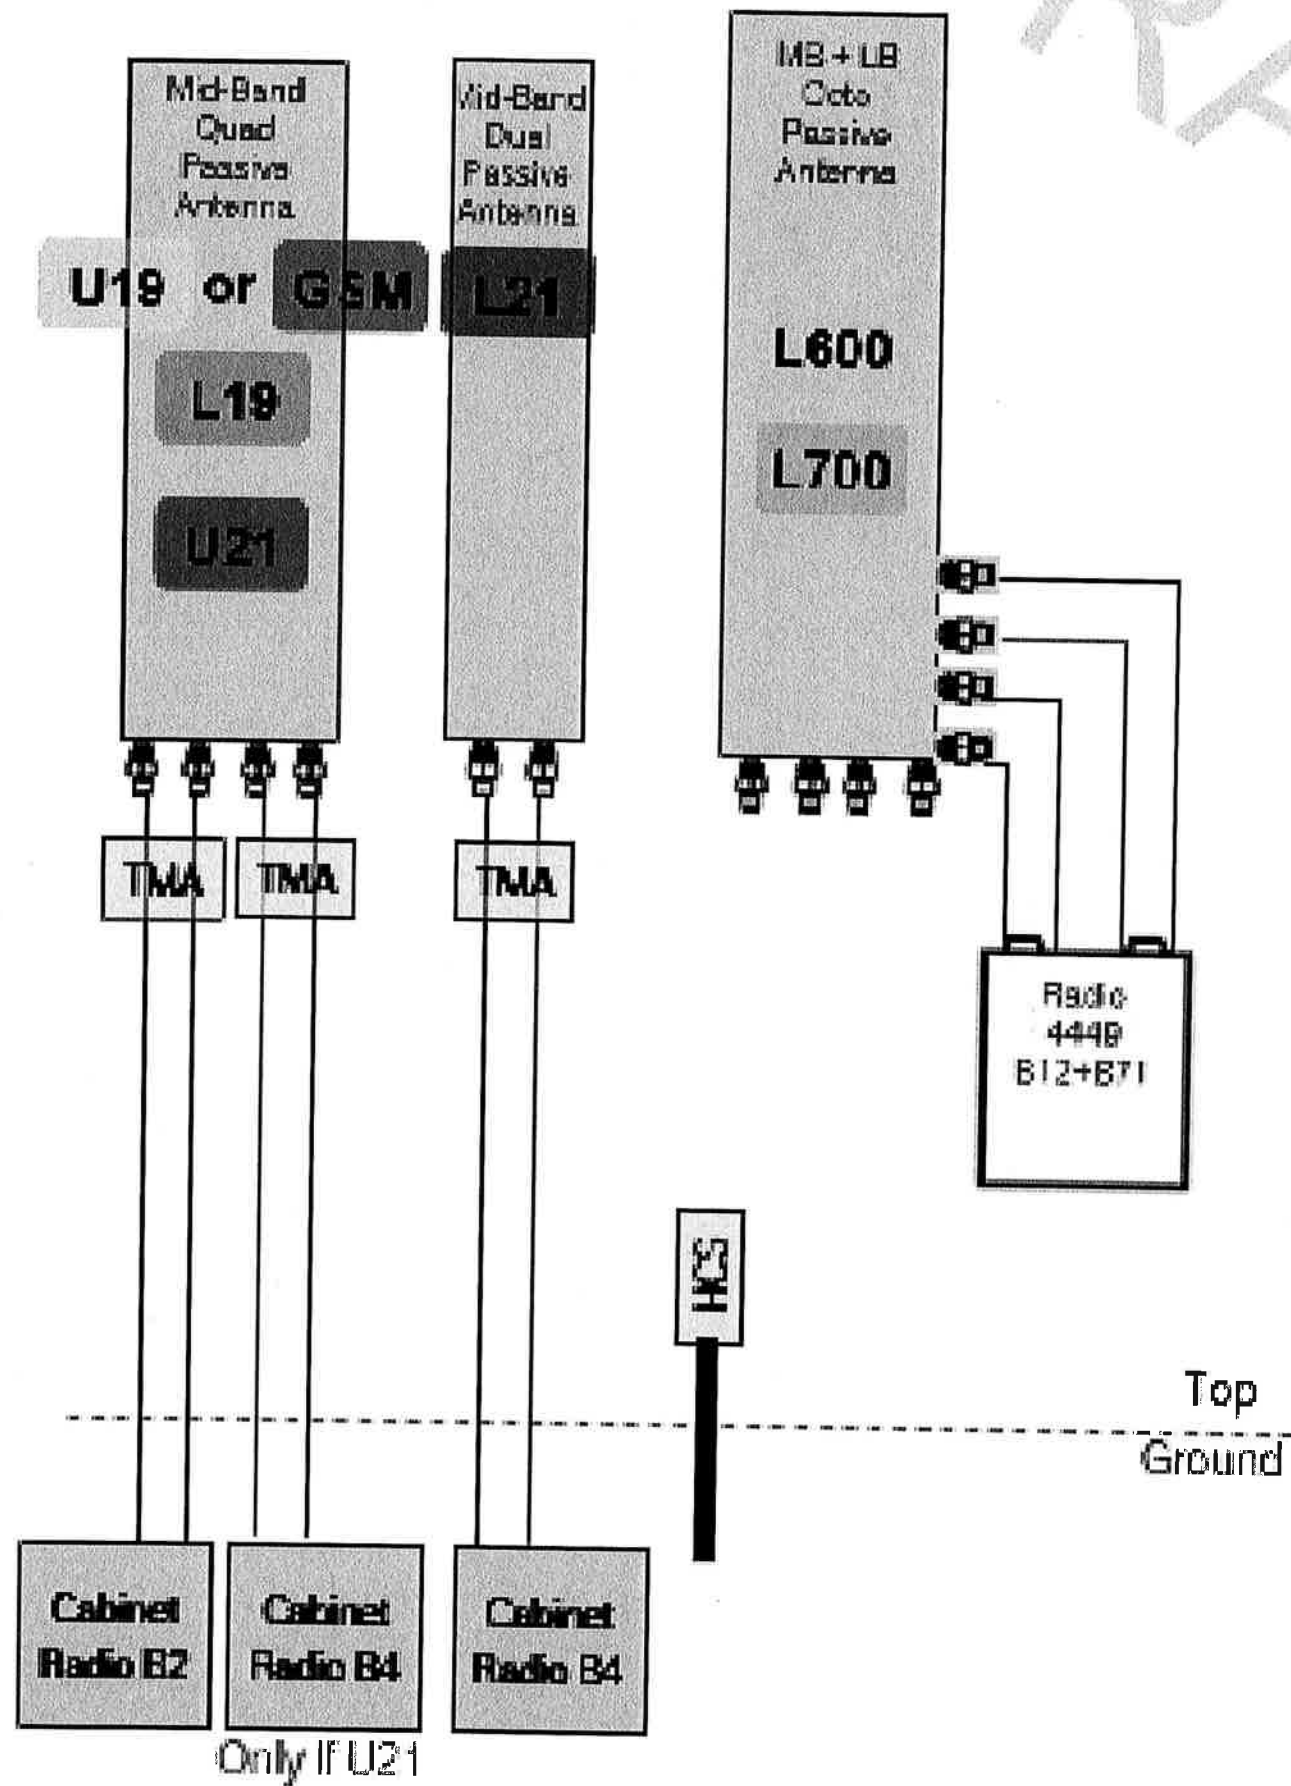 Mid-Band
Quad
Passive
Antenna
U19 or GSM
L19
U21
Mid-Band
Dual
Passive
Antenna
L21
MB + LB
Octo
Passive
Antenna
L600
L700
TMA
TMA
TMA
Radio
4449
B12+B71
HCS
Top
Ground
Cabinet
Radio B2
Cabinet
Radio B4
Only If U21
Cabinet
Radio B4